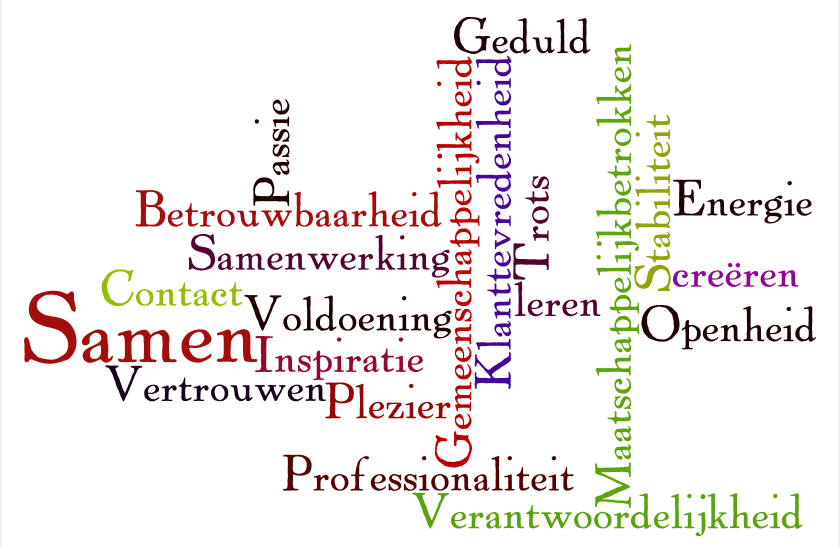 Geduld
Passie
Gemeenschappelijkheid
Klanttevredenheid
Maatschappelijkbetrokken
Stabiliteit
Trots
Energie
Betrouwbaarheid
Samenwerking
creëren
Contact
leren
Voldoening
Openheid
Samen
Inspiratie
Vertrouwen
Plezier
Professionaliteit
Verantwoordelijkheid